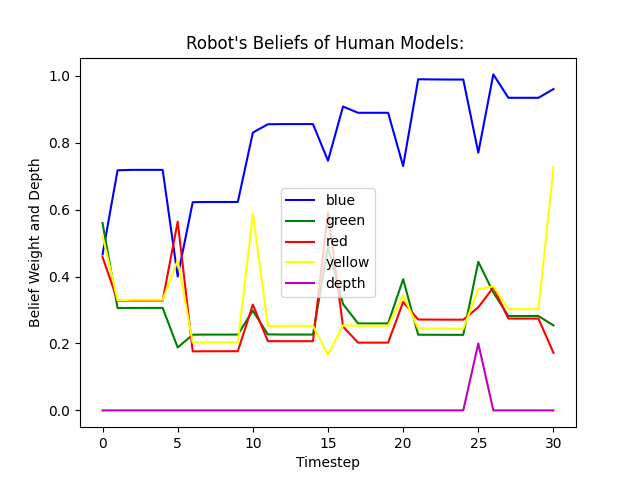 Robot's Beliefs of Human Models:
Belief Weight and Depth
1.0
0.8
0.6
0.4
0.2
0.0
blue
green
red
yellow
depth
0 5 10 15 20 25 30
Timestep